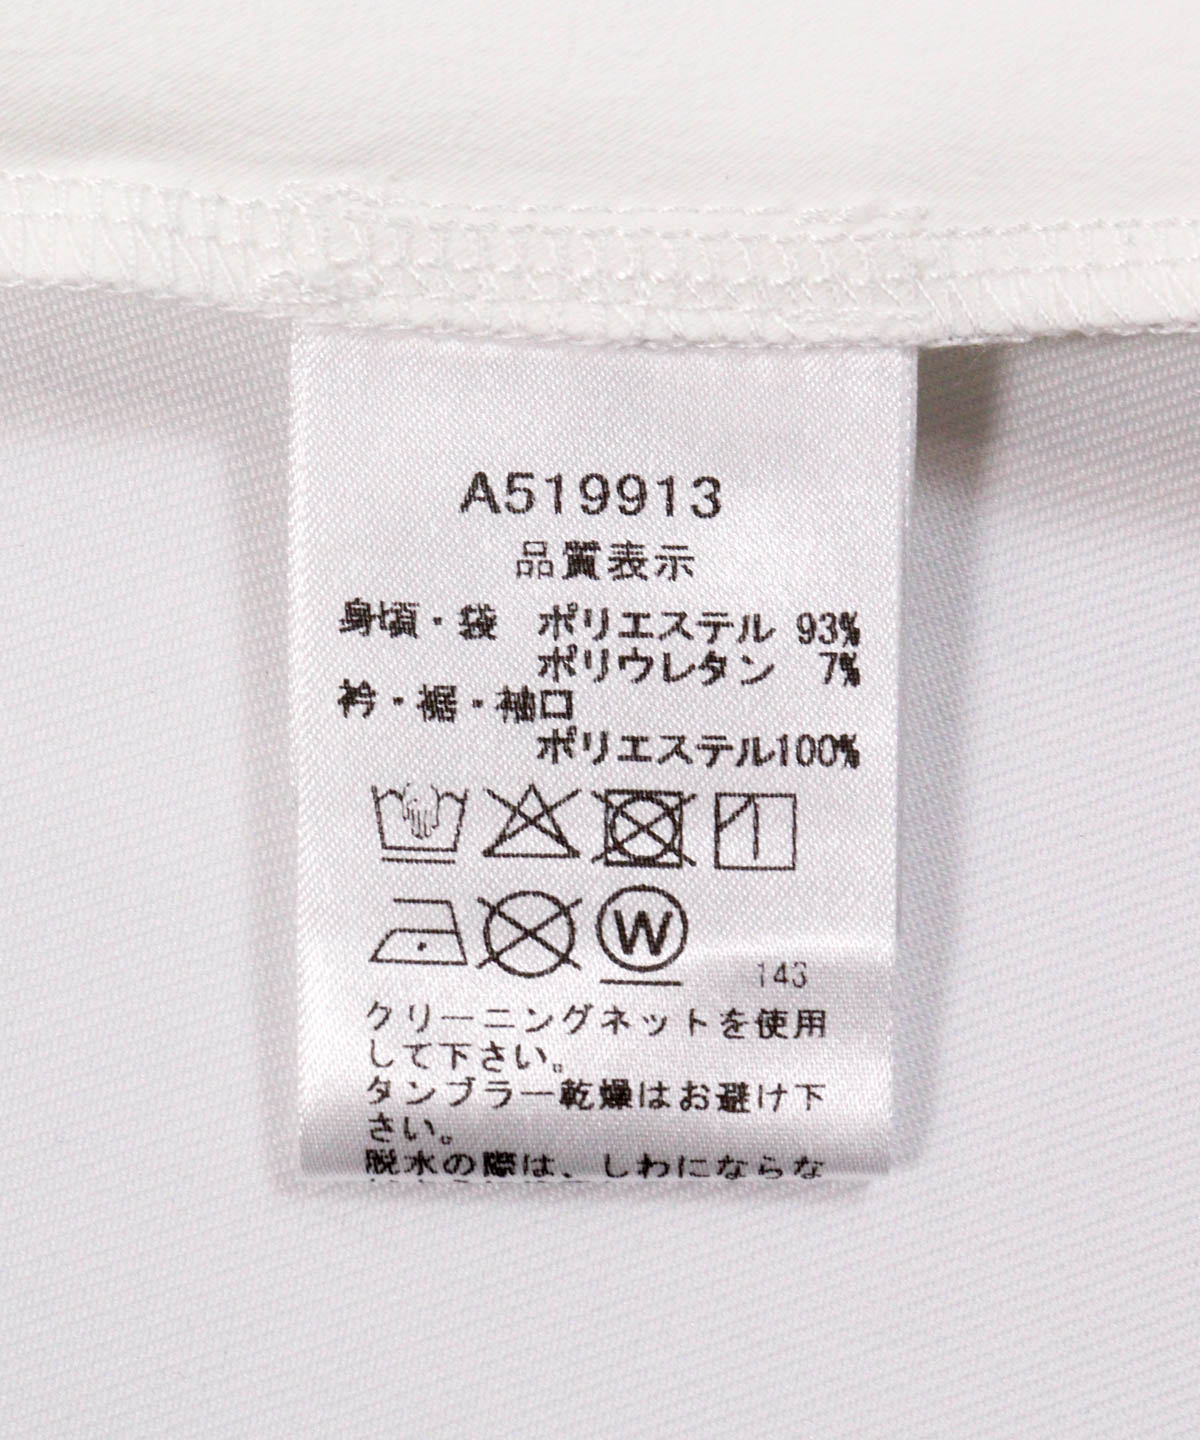 A519913
品質表示
身頃・袋 ポリエステル 93%
ポリウレタン 7%
衿・裾・袖口
ポリエステル100%
W
143
クリーニングネットを使用
して下さい。
タンブラー乾燥はお避け下
さい。
脱水の際は、しわにならな